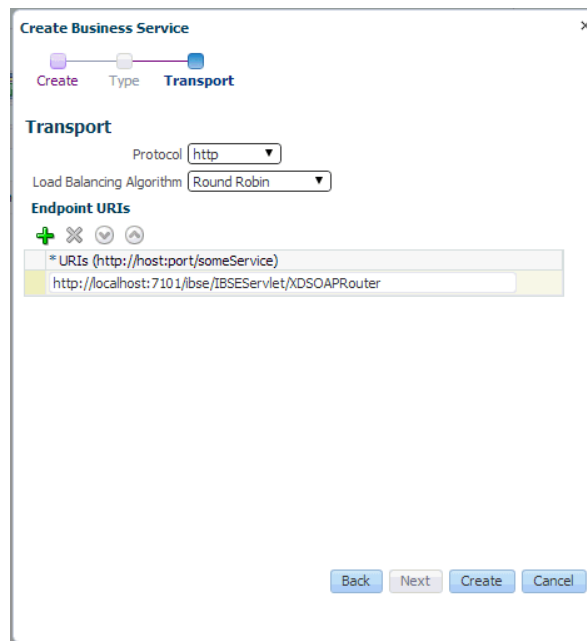 Create Business Service
Create Type Transport
Transport
Protocol http
Load Balancing Algorithm Round Robin
Endpoint URIs
* URIs (http://host:port/someService)
http://localhost:7101/ibse/IBSEServlet/XDSOAPRouter
Back Next Create Cancel